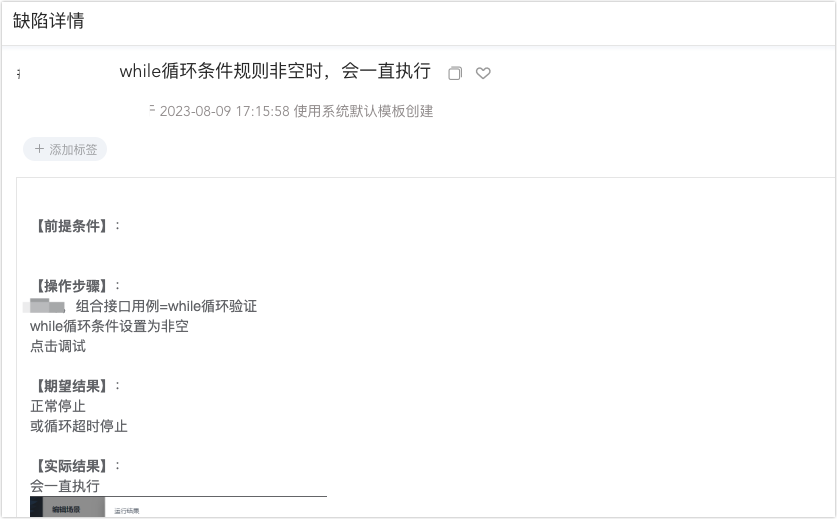 缺陷详情
while循环条件规则非空时，会一直执行
2023-08-09 17:15:58 使用系统默认模板创建
+ 添加标签
【前提条件】：
【操作步骤】：
，组合接口用例=while循环验证
while循环条件设置为非空
点击调试
【期望结果】：
正常停止
或循环超时停止
【实际结果】：
会一直执行
编辑场景 运行结果